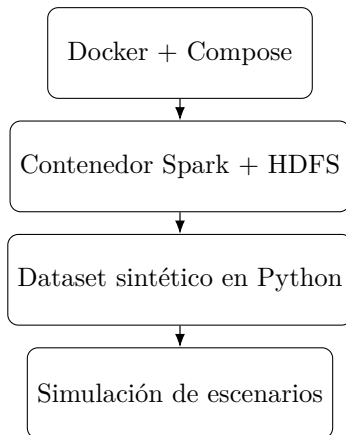 Docker + Compose
Contenedor Spark + HDFS
Dataset sintético en Python
Simulación de escenarios